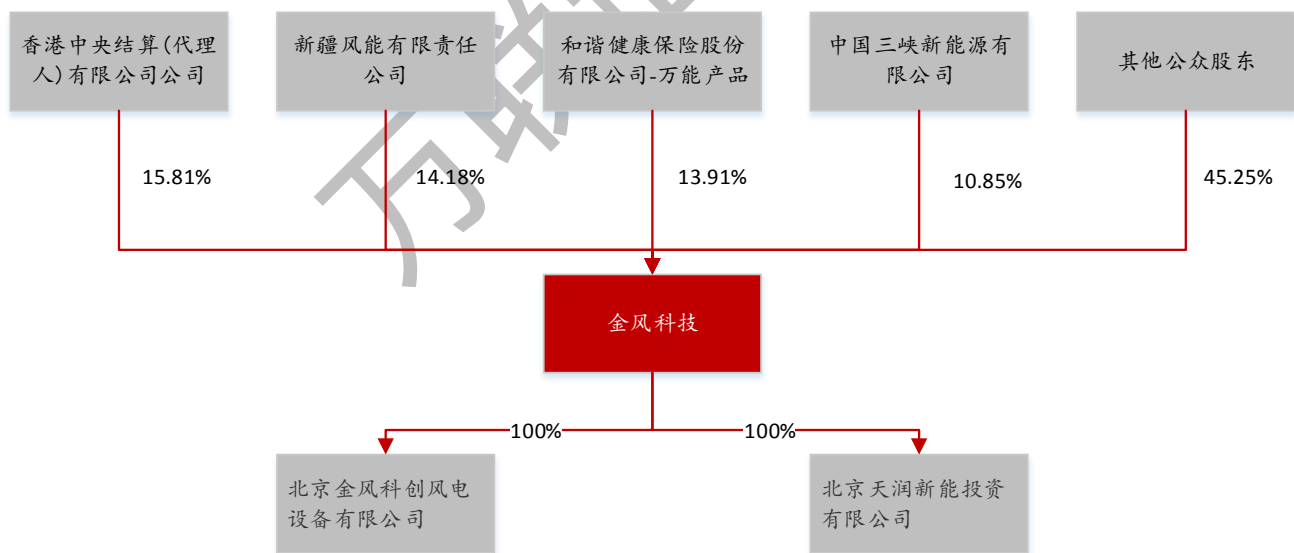 香港中央结算(代理
人)有限公司公司
新疆风能有限责任
公司
和谐健康保险股份
有限公司-万能产品
中国三峡新能源有
限公司
其他公众股东
15.81%
14.18%
13.91%
10.85%
45.25%
金风科技
100%
100%
北京金风科创风电
设备有限公司
北京天润新能投资
有限公司
万联